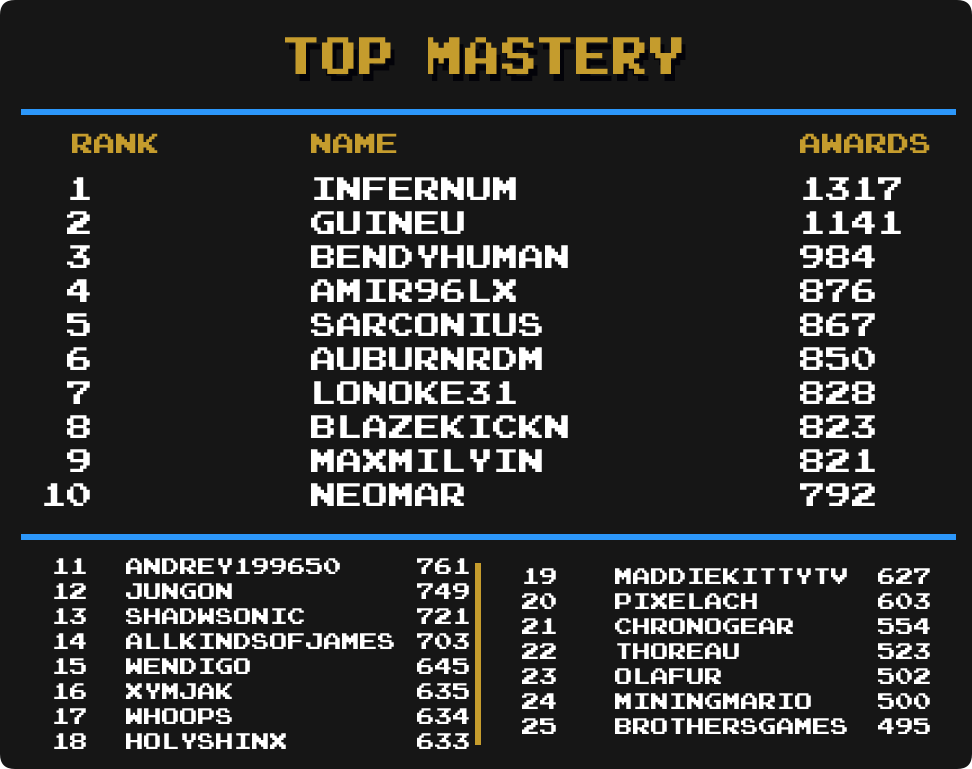 TOP MASTERY
RANK NAME AWARDS
1 INFERNUM 1317
2 GUINEU 1141
3 BENDYHUMAN 984
4 AMIR96LX 876
5 SARCONIUS 867
6 AUBURNRDM 850
7 LONOKE31 828
8 BLAZEKICKN 823
9 MAXMILYIN 821
10 NEOMAR 792
11 ANDREY199650 761
12 JUNGON 749
13 SHADWSONIC 721
14 ALLKINDSOFJAMES 703
15 WENDIGO 645
16 XYMJAK 635
17 WHOOPS 634
18 HOLYSHINX 633
19 MADDIEKITTYTV 627
20 PIXELACH 603
21 CHRONOGEAR 554
22 THOREAU 523
23 OLAFUR 502
24 MININGMARIO 500
25 BROTHERSGAMES 495